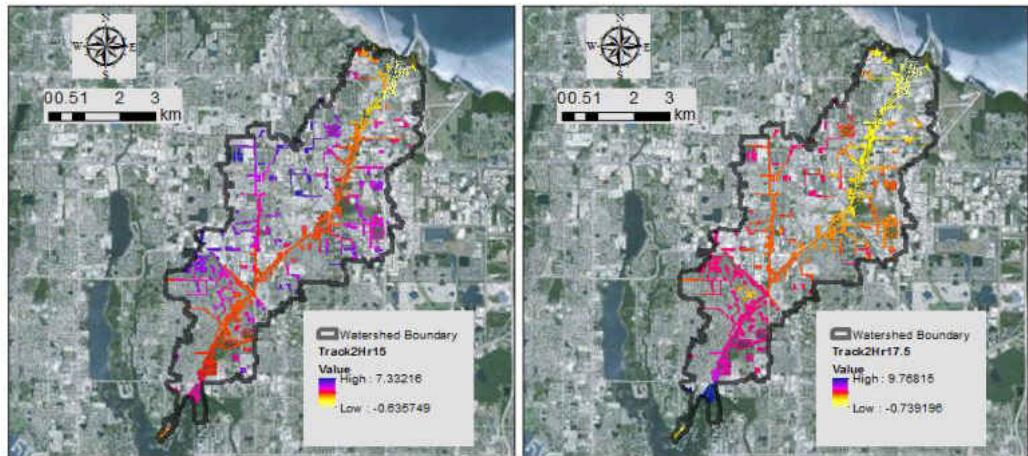 N
W E
S
00.51 2 3
km
Watershed Boundary
Track2Hr15
Value
High : 7.33216
Low : -0.635749
N
W E
S
00.51 2 3
km
Watershed Boundary
Track2Hr17.5
Value
High : 9.76815
Low : -0.739196